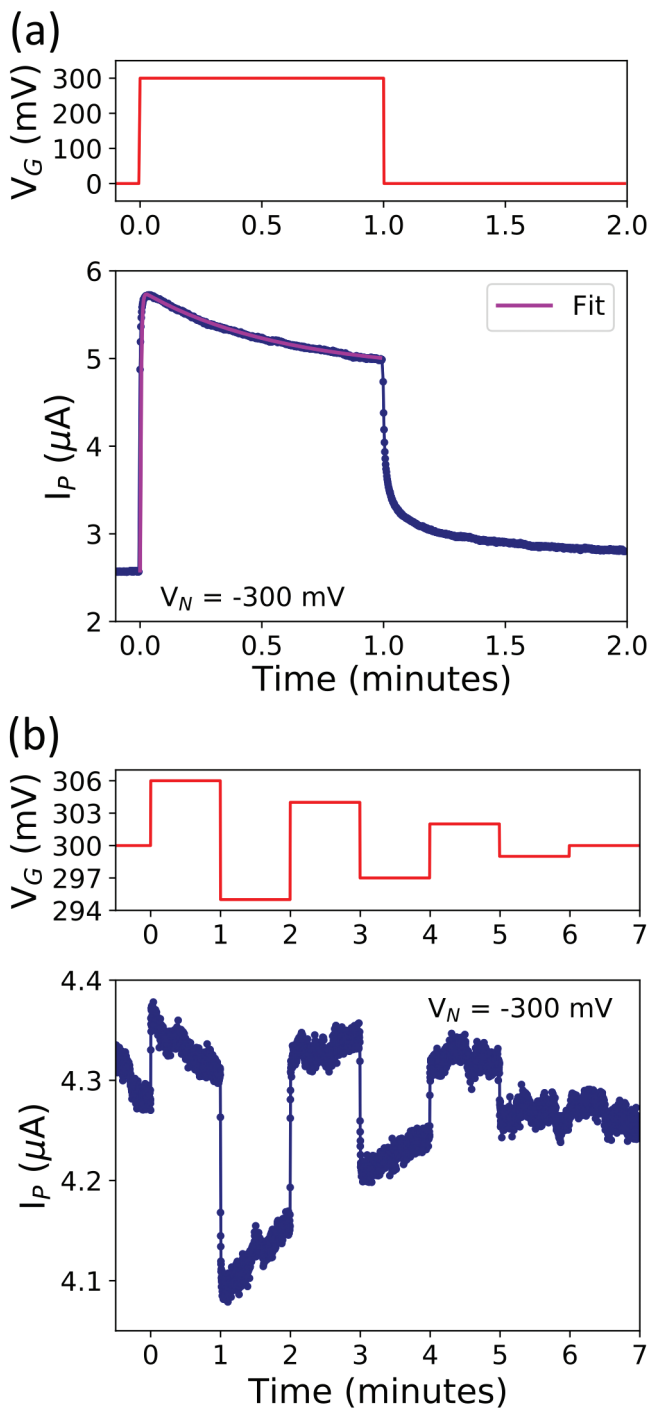 (a)
V_G (mV)
300
200
100
0
0.0 0.5 1.0 1.5 2.0
I_P (μA)
6
5
4
3
2
Fit
V_N = -300 mV
0.0 0.5 1.0 1.5 2.0
Time (minutes)
(b)
V_G (mV)
306
303
300
297
294
0 1 2 3 4 5 6 7
I_P (μA)
4.4
4.3
4.2
4.1
V_N = -300 mV
0 1 2 3 4 5 6 7
Time (minutes)